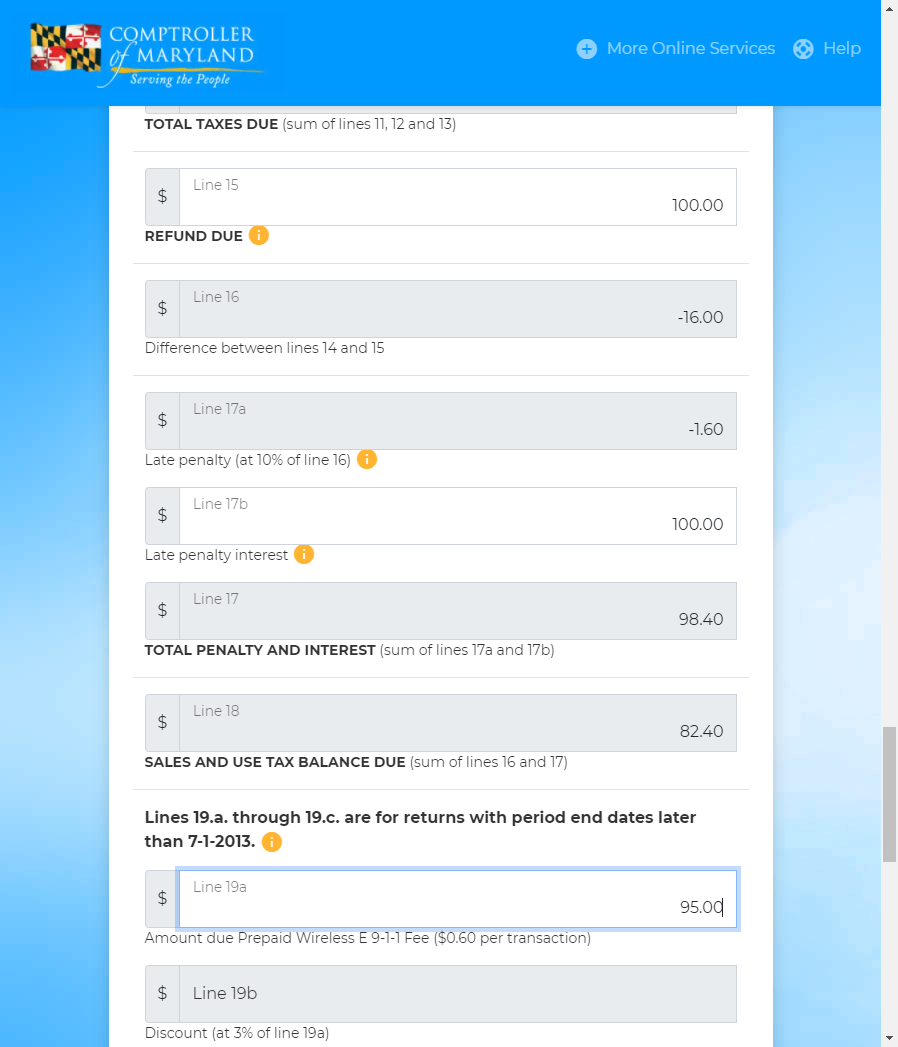 COMPTROLLER
of MARYLAND
Serving the People
More Online Services Help
TOTAL TAXES DUE (sum of lines 11, 12 and 13)
Line 15
$ 100.00
REFUND DUE
Line 16
$ -16.00
Difference between lines 14 and 15
Line 17a
$ -1.60
Late penalty (at 10% of line 16)
Line 17b
$ 100.00
Late penalty interest
Line 17
$ 98.40
TOTAL PENALTY AND INTEREST (sum of lines 17a and 17b)
Line 18
$ 82.40
SALES AND USE TAX BALANCE DUE (sum of lines 16 and 17)
Lines 19.a. through 19.c. are for returns with period end dates later
than 7-1-2013.
Line 19a
$ 95.00
Amount due Prepaid Wireless E 9-1-1 Fee ($0.60 per transaction)
$ Line 19b
Discount (at 3% of line 19a)